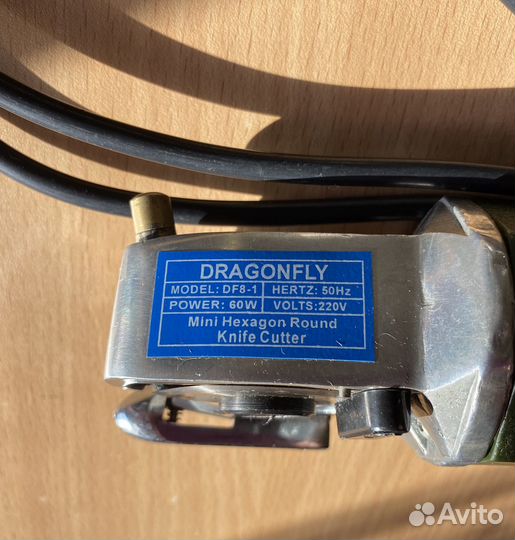 DRAGONFLY
MODEL: DF8-1 HERTZ: 50Hz
POWER: 60W VOLTS:220V
Mini Hexagon Round
Knife Cutter
Avito